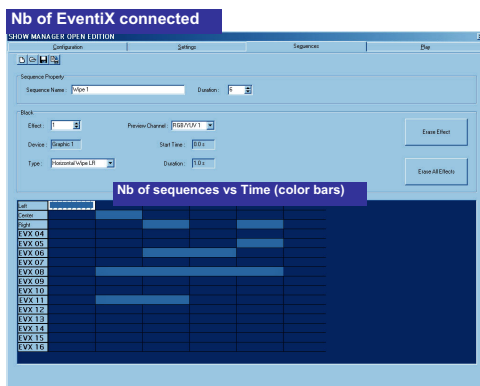 Nb of EventiX connected
SHOW MANAGER OPEN EDITION
Configuration Settings Sequences Play
Sequence Property
Sequence Name : Wipe 1 Duration : 6
Block
Effect : 1 Preview Channel : RGB/YUV 1
Erase Effect
Device : Graphic 1 Start Time : 0.0 s
Type : Horizontal Wipe LR Duration : 1.0 s
Erase All Effects
Nb of sequences vs Time (color bars)
Left
Center
Right
EVX 04
EVX 05
EVX 06
EVX 07
EVX 08
EVX 09
EVX 10
EVX 11
EVX 12
EVX 13
EVX 14
EVX 15
EVX 16